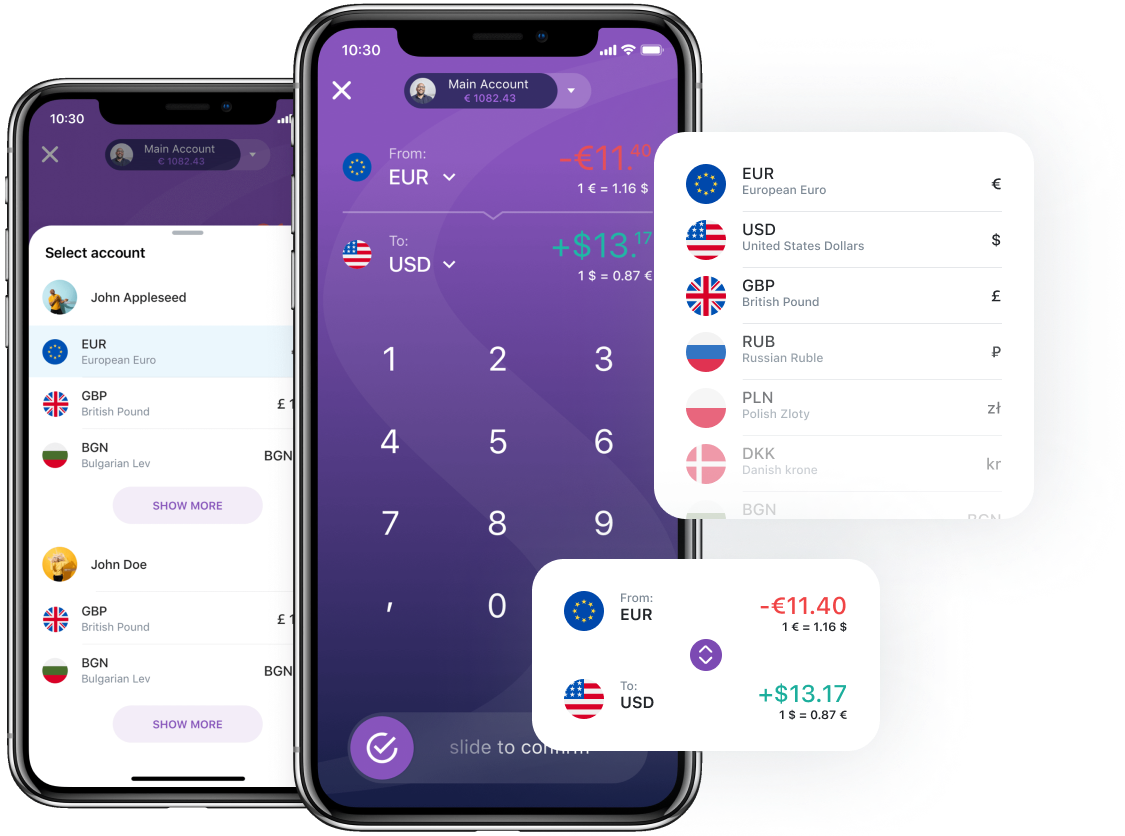 10:30
Main Account
€ 1082.43
Select account
John Appleseed
EUR
European Euro
GBP
British Pound
£ 1
BGN
Bulgarian Lev
BGN
SHOW MORE
John Doe
GBP
British Pound
£ 1
BGN
Bulgarian Lev
BGN
SHOW MORE
10:30
Main Account
€ 1082.43
From:
EUR
-€11.40
1 € = 1.16 $
To:
USD
+$13.17
1 $ = 0.87 €
1 2 3
4 5 6
7 8 9
, 0
slide to confirm
EUR
European Euro
€
USD
United States Dollars
$
GBP
British Pound
£
RUB
Russian Ruble
₽
PLN
Polish Zloty
zł
DKK
Danish krone
kr
BGN
BGN
From:
EUR
-€11.40
1 € = 1.16 $
To:
USD
+$13.17
1 $ = 0.87 €